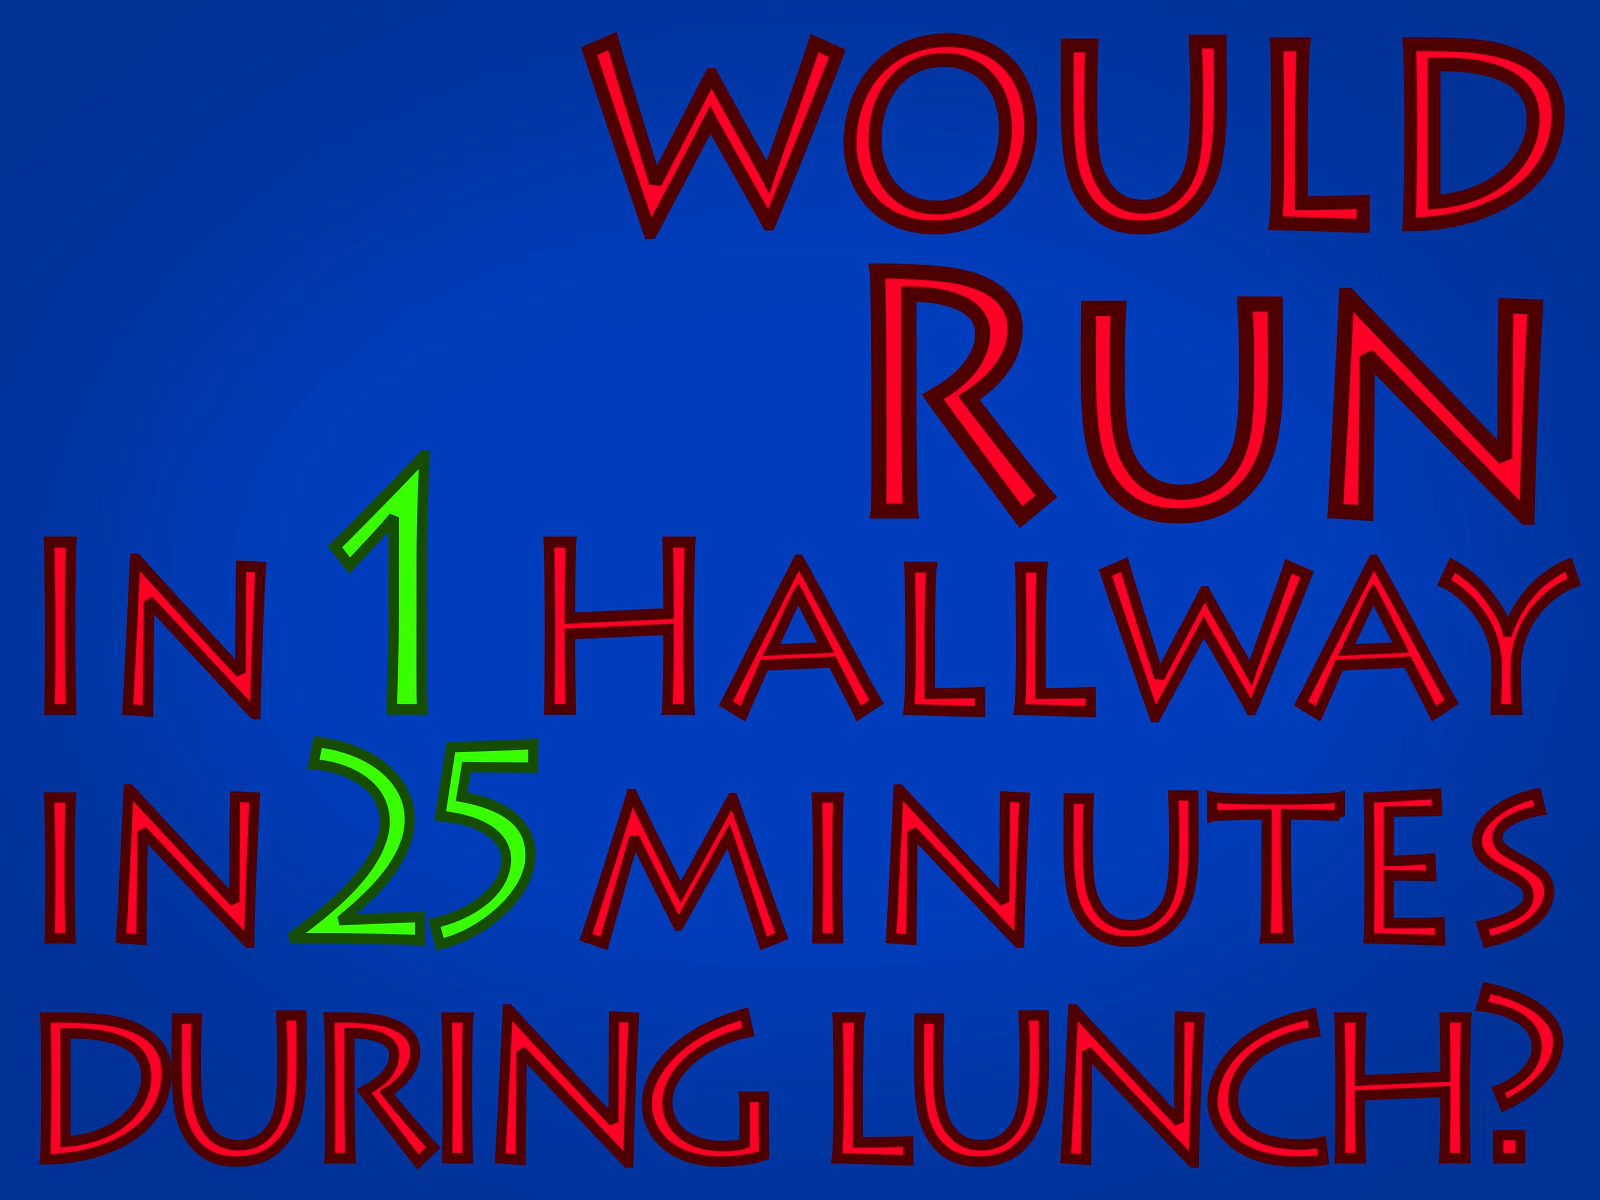 WOULD
RUN
IN 1 HALLWAY
IN 25 MINUTES
DURING LUNCH?